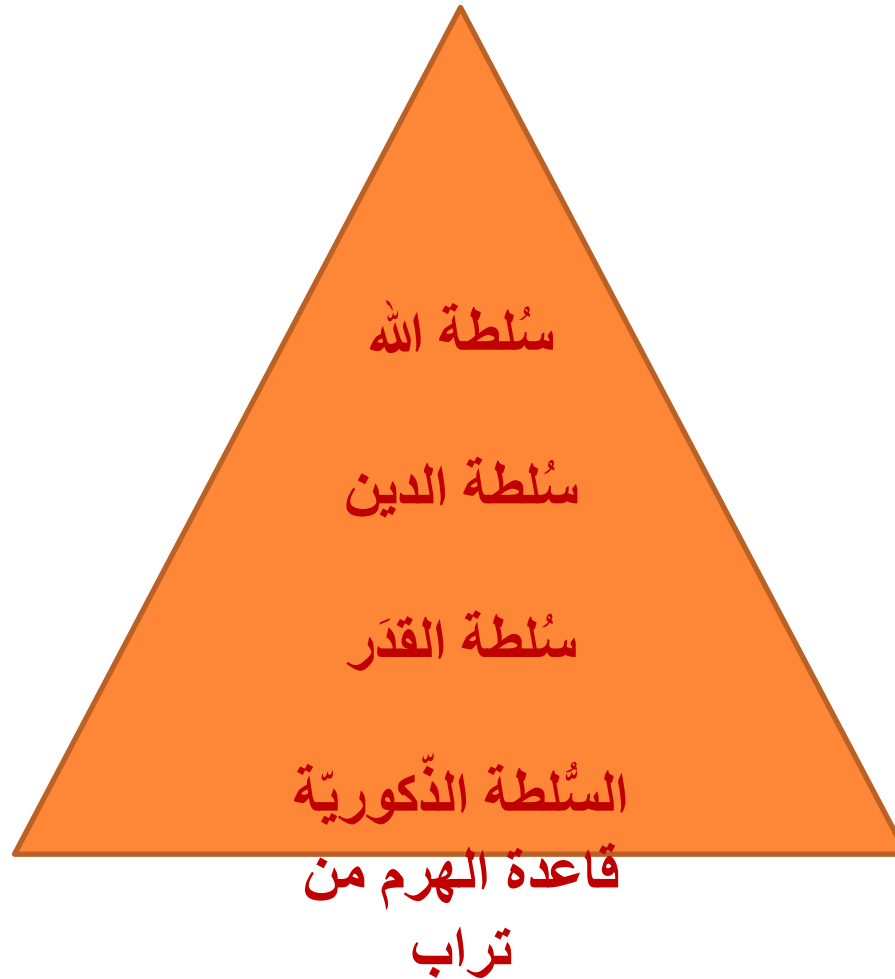 سُلطة الله
سُلطة الدين
سُلطة القدَر
السُّلطة الذّكوريّة
قاعدة الهرم من
تراب